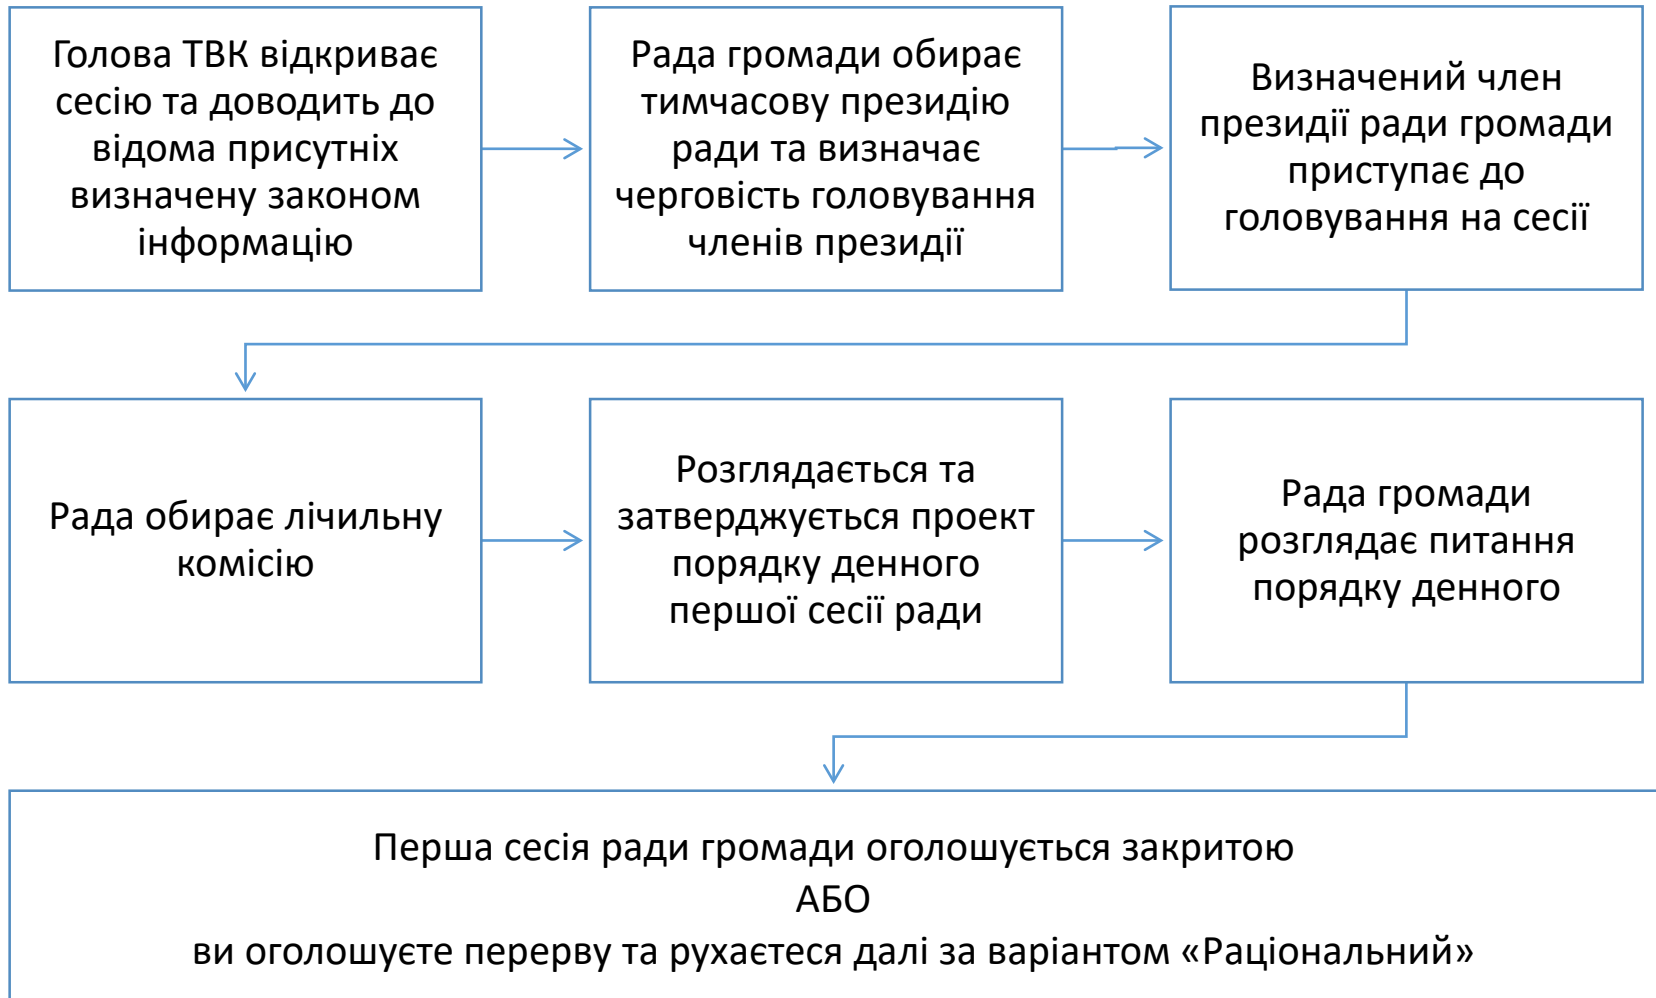 Голова ТВК відкриває
сесію та доводить до
відома присутніх
визначену законом
інформацію
Рада громади обирає
тимчасову президію
ради та визначає
черговість головування
членів президії
Визначений член
президії ради громади
приступає до
головування на сесії
Рада обирає лічильну
комісію
Розглядається та
затверджується проект
порядку денного
першої сесії ради
Рада громади
розглядає питання
порядку денного
Перша сесія ради громади оголошується закритою
АБО
ви оголошуєте перерву та рухаєтеся далі за варіантом «Раціональний»